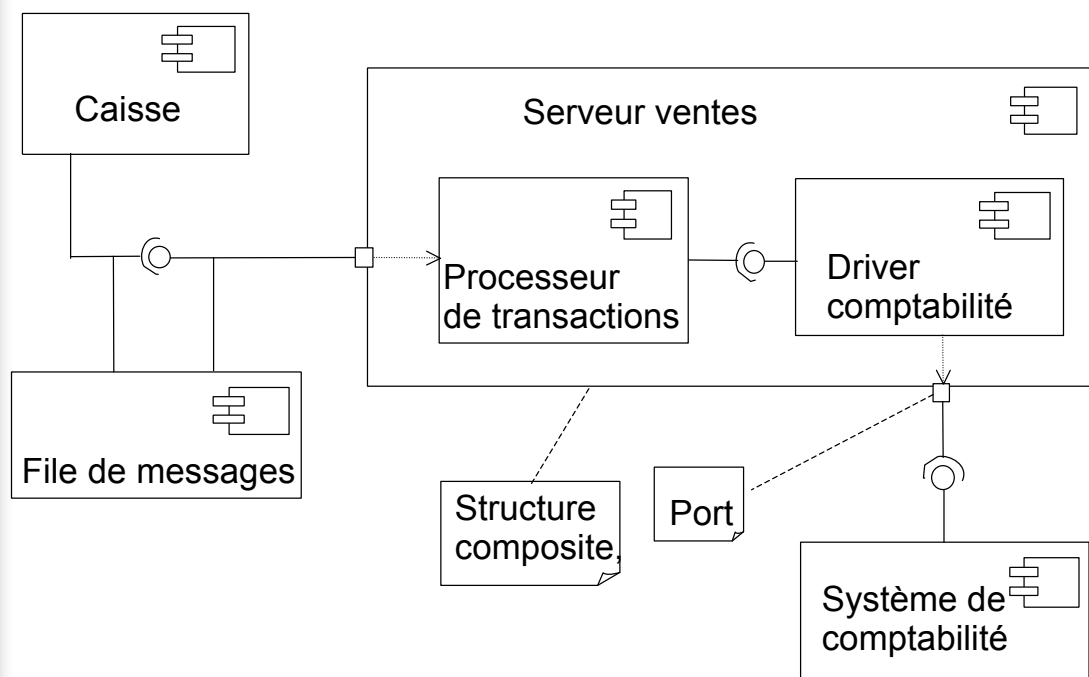 Caisse
Serveur ventes
Processeur
de transactions
Driver
comptabilité
File de messages
Structure
composite,
Port
Système de
comptabilité